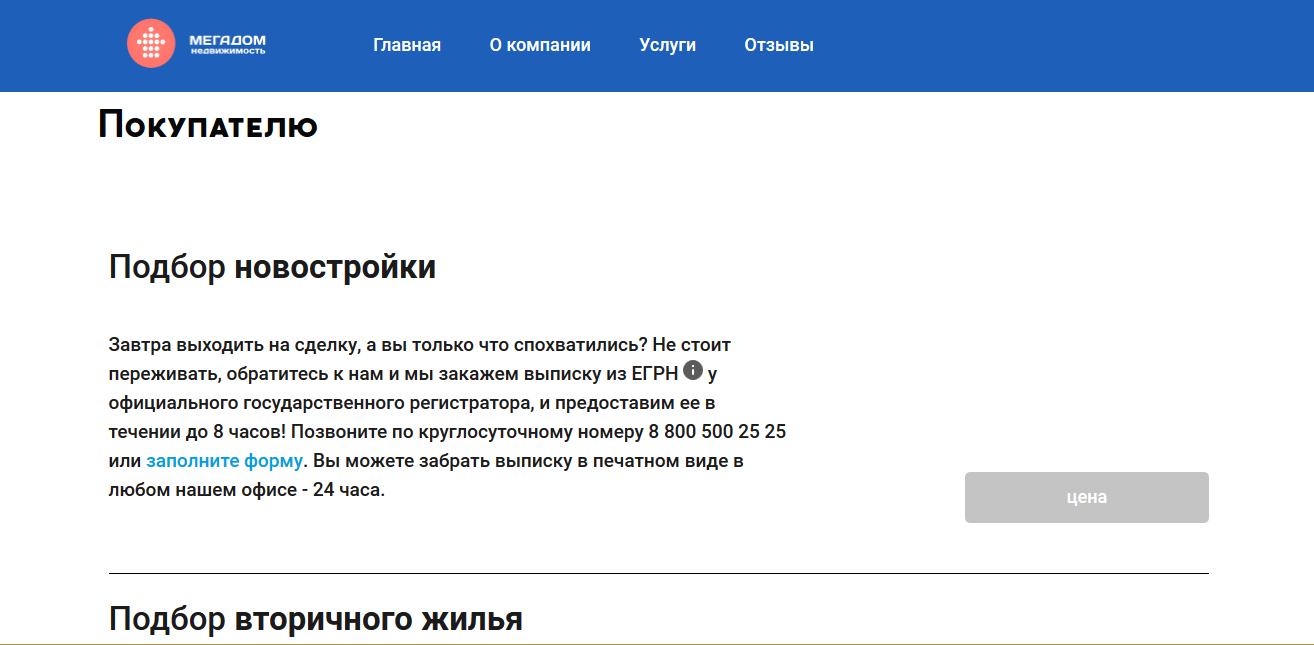 МЕГАДОМ
недвижимость
Главная
О компании
Услуги
Отзывы
Покупателю
Подбор новостройки
Завтра выходить на сделку, а вы только что спохватились? Не стоит
переживать, обратитесь к нам и мы закажем выписку из ЕГРН i у
официального государственного регистратора, и предоставим ее в
течении до 8 часов! Позвоните по круглосуточному номеру 8 800 500 25 25
или заполните форму. Вы можете забрать выписку в печатном виде в
любом нашем офисе - 24 часа.
цена
Подбор вторичного жилья